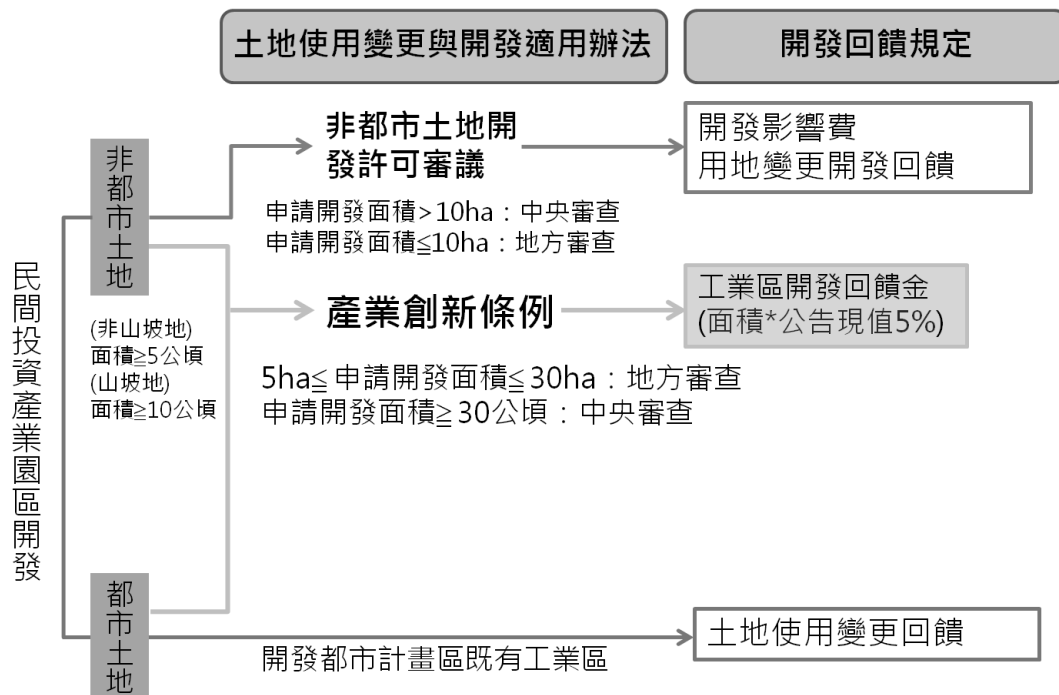 土地使用變更與開發適用辦法
開發回饋規定
民間投資產業園區開發
非都市土地
(非山坡地)
面積≥5公頃
(山坡地)
面積≥10公頃
非都市土地開
發許可審議
申請開發面積>10ha：中央審查
申請開發面積≦10ha：地方審查
開發影響費
用地變更開發回饋
產業創新條例
5ha≦申請開發面積≦30ha：地方審查
申請開發面積≧30公頃：中央審查
工業區開發回饋金
(面積*公告現值5%)
都市土地
開發都市計畫區既有工業區
土地使用變更回饋